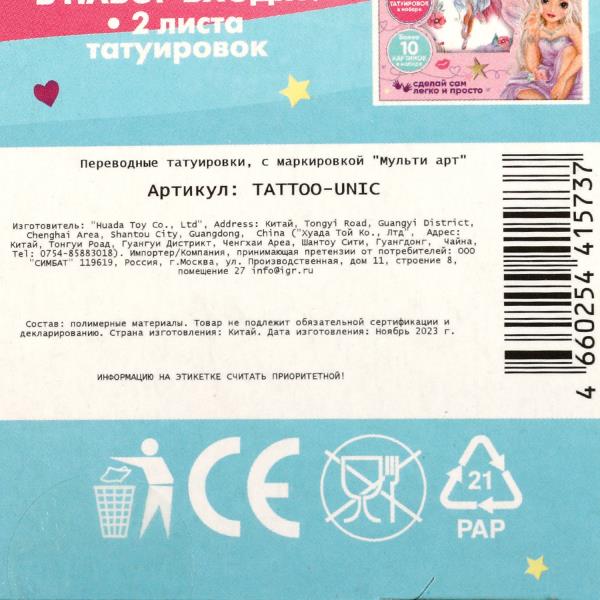 • 2 листа
татуировок
ТАТУИРОВОК
в наборе
Более
10
сделай сам
легко и просто
Переводные татуировки, с маркировкой "Мульти арт"
Артикул: TATTOO-UNIC
Изготовитель: "Huada Toy Co., Ltd", Address: Китай, Tongyi Road, Guangyi District,
Chenghai Area, Shantou City, Guangdong, China ("Хуада Той Ко., Лтд", Адрес:
Китай, Тонгуи Роад, Гуангуи Дистрикт, Ченгхаи Ареа, Шантоу Сити, Гуангдонг, Чайна,
Tel: 0754-85883018). Импортер/Компания, принимающая претензии от потребителей: ООО
"СИМБАТ" 119619, Россия, г.Москва, ул. Производственная, дом 11, строение 8,
помещение 27 info@igr.ru
Состав: полимерные материалы. Товар не подлежит обязательной сертификации и
декларированию. Страна изготовления: Китай. Дата изготовления: Ноябрь 2023 г.
ИНФОРМАЦИЮ НА ЭТИКЕТКЕ СЧИТАТЬ ПРИОРИТЕТНОЙ!
4 660254 415737
CE
21
PAP